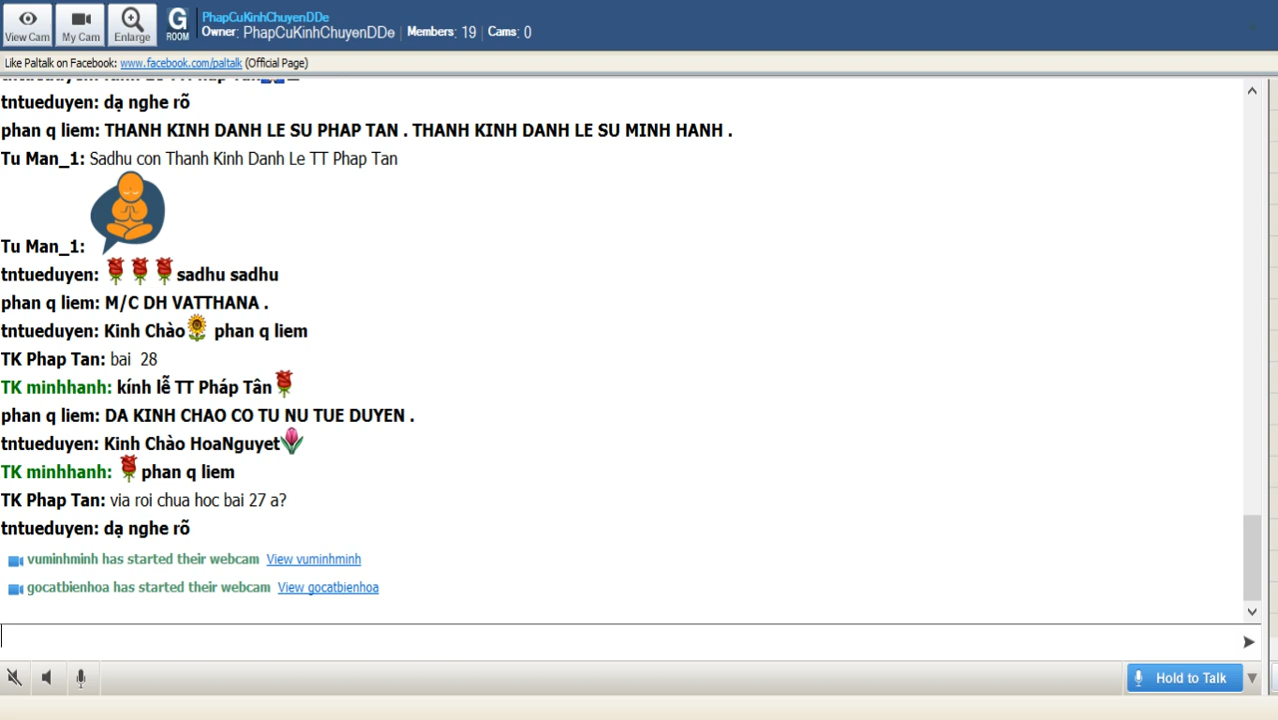 View Cam
My Cam
Enlarge
G
ROOM
PhapCuKinhChuyenDDe
Owner: PhapCuKinhChuyenDDe | Members: 19 | Cams: 0
Like Paltalk on Facebook: www.facebook.com/paltalk (Official Page)
tntueduyen: dạ nghe rõ
phan q liem: THANH KINH DANH LE SU PHAP TAN . THANH KINH DANH LE SU MINH HANH .
Tu Man_1: Sadhu con Thanh Kinh Danh Le TT Phap Tan
Tu Man_1:
tntueduyen: sadhu sadhu
phan q liem: M/C DH VATTHANA .
tntueduyen: Kinh Chào phan q liem
TK Phap Tan: bai 28
TK minhhanh: kính lễ TT Pháp Tân
phan q liem: DA KINH CHAO CO TU NU TUE DUYEN .
tntueduyen: Kinh Chào HoaNguyet
TK minhhanh: phan q liem
TK Phap Tan: via roi chua hoc bai 27 a?
tntueduyen: dạ nghe rõ
vuminhminh has started their webcam View vuminhminh
gocatbienhoa has started their webcam View gocatbienhoa
Hold to Talk